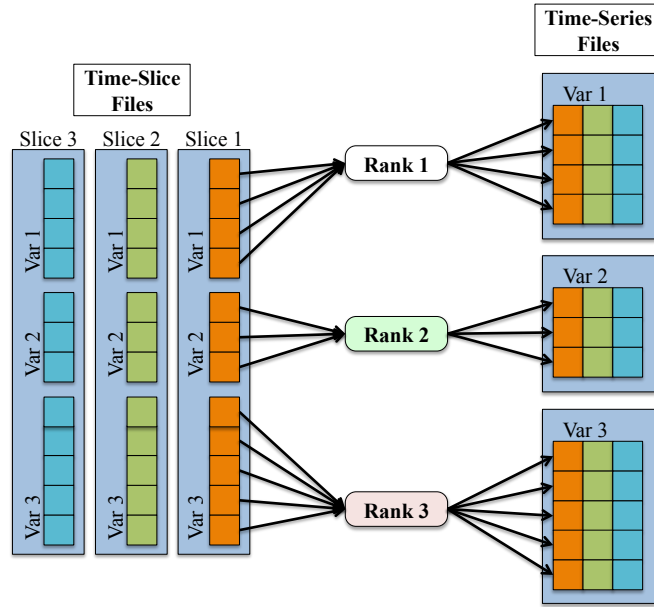 Time-Slice
Files
Time-Series
Files
Slice 3
Slice 2
Slice 1
Var 1
Var 1
Var 1
Rank 1
Var 1
Var 2
Var 2
Var 2
Rank 2
Var 2
Var 3
Var 3
Var 3
Rank 3
Var 3